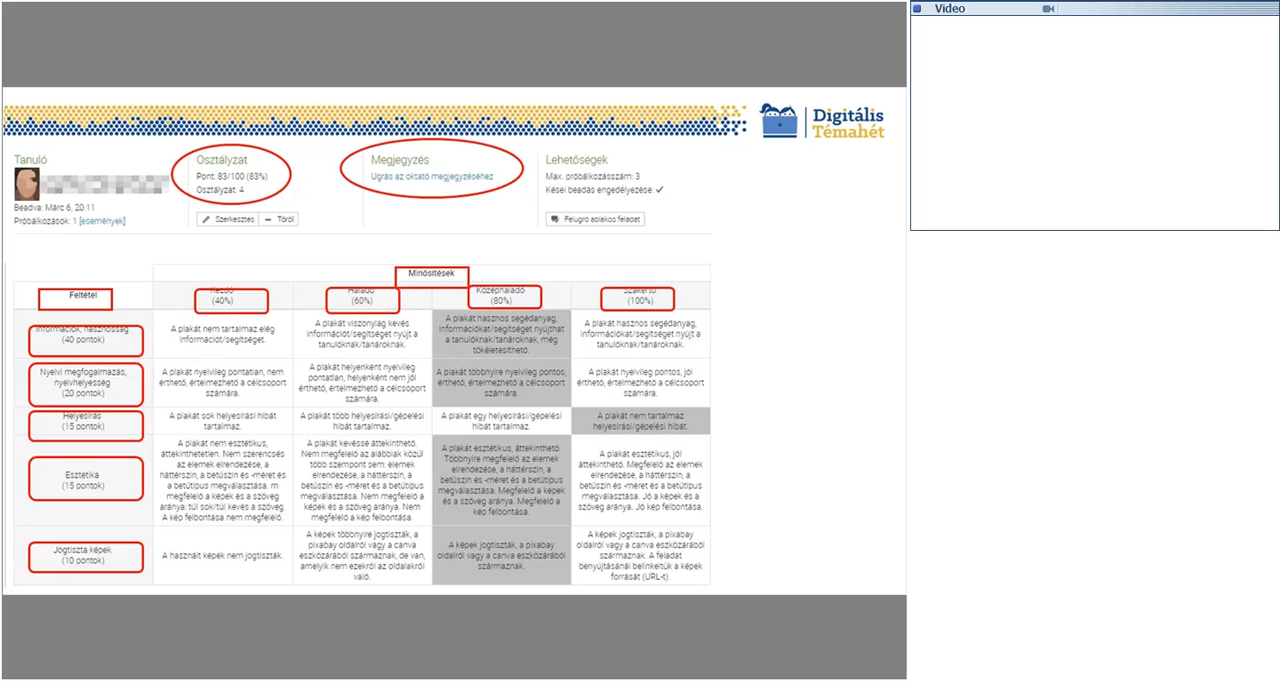 Video
Digitális
Témahét
Tanuló
Beadva: Márc 6, 20:11
Próbálkozások: 1 [események]
Osztályzat
Pont: 83/100 (83%)
Osztályzat: 4
Szerkesztés
Töröl
Megjegyzés
Ugrás az oktató megjegyzéséhez
Lehetőségek
Max. próbálkozásszám: 3
Kései beadás engedélyezése:
Felugró ablakos feladat
Minősítések
Feltétel
Kezdő
(40%)
Haladó
(60%)
Középhaladó
(80%)
Szakértő
(100%)
Információk, hasznosság
(40 pontok)
A plakát nem tartalmaz elég
információt/segítséget.
A plakát viszonylag kevés
információt/segítséget nyújt a
tanulóknak/tanároknak.
A plakát hasznos segédanyag,
információkat/segítséget nyújthat
a tanulóknak/tanároknak, még
tökéletesíthető.
A plakát hasznos segédanyag,
információkat/segítséget nyújt a
tanulóknak/tanároknak.
Nyelvi megfogalmazás,
nyelvhelyesség
(20 pontok)
A plakát nyelvileg pontatlan, nem
érthető, értelmezhető a célcsoport
számára.
A plakát helyenként nyelvileg
pontatlan, helyenként nem jól
érthető, értelmezhető a célcsoport
számára.
A plakát többnyire nyelvileg pontos,
érthető, értelmezhető a célcsoport
számára.
A plakát nyelvileg pontos, jól
érthető, értelmezhető a célcsoport
számára.
Helyesírás
(15 pontok)
A plakát sok helyesírási hibát
tartalmaz.
A plakát több helyesírási/gépelési
hibát tartalmaz.
A plakát egy helyesírási/gépelési
hibát tartalmaz.
A plakát nem tartalmaz
helyesírási/gépelési hibát.
Esztétika
(15 pontok)
A plakát nem esztétikus,
áttekinthetetlen. Nem szerencsés
az elemek elrendezése, a
háttérszín, a betűszín és -méret és
a betűtípus megválasztása. m
megfelelő a képek és a szöveg
aránya: túl sok/túl kevés a szöveg.
A kép felbontása nem megfelelő.
A plakát kevéssé áttekinthető.
Nem megfelelő az alábbiak közül
több szempont sem: elemek
elrendezése, a háttérszín, a
betűszín és -méret és a betűtípus
megválasztása. Nem megfelelő a
képek és a szöveg aránya. Nem
megfelelő a kép felbontása.
A plakát esztétikus, áttekinthető.
Többnyire megfelelő az elemek
elrendezése, a háttérszín, a
betűszín és -méret és a betűtípus
megválasztása. Megfelelő a képek
és a szöveg aránya. Megfelelő a
kép felbontása.
A plakát esztétikus, jól
áttekinthető. Megfelelő az elemek
elrendezése, a háttérszín, a
betűszín és -méret és a betűtípus
megválasztása. Jó a képek és a
szöveg aránya. Jó kép felbontása.
Jogtiszta képek
(10 pontok)
A használt képek nem jogtiszták.
A képek többnyire jogtiszták, a
pixabay oldalról vagy a canva
eszköztárából származnak, de van,
amelyik nem ezekről az oldalakról
való.
A képek jogtiszták, a pixabay
oldalról vagy a canva eszköztárából
származnak.
A képek jogtiszták, a pixabay
oldalról vagy a canva eszköztárából
származnak. A feladat
benyújtásánál belinkeltük a képek
forrását (URL-t).